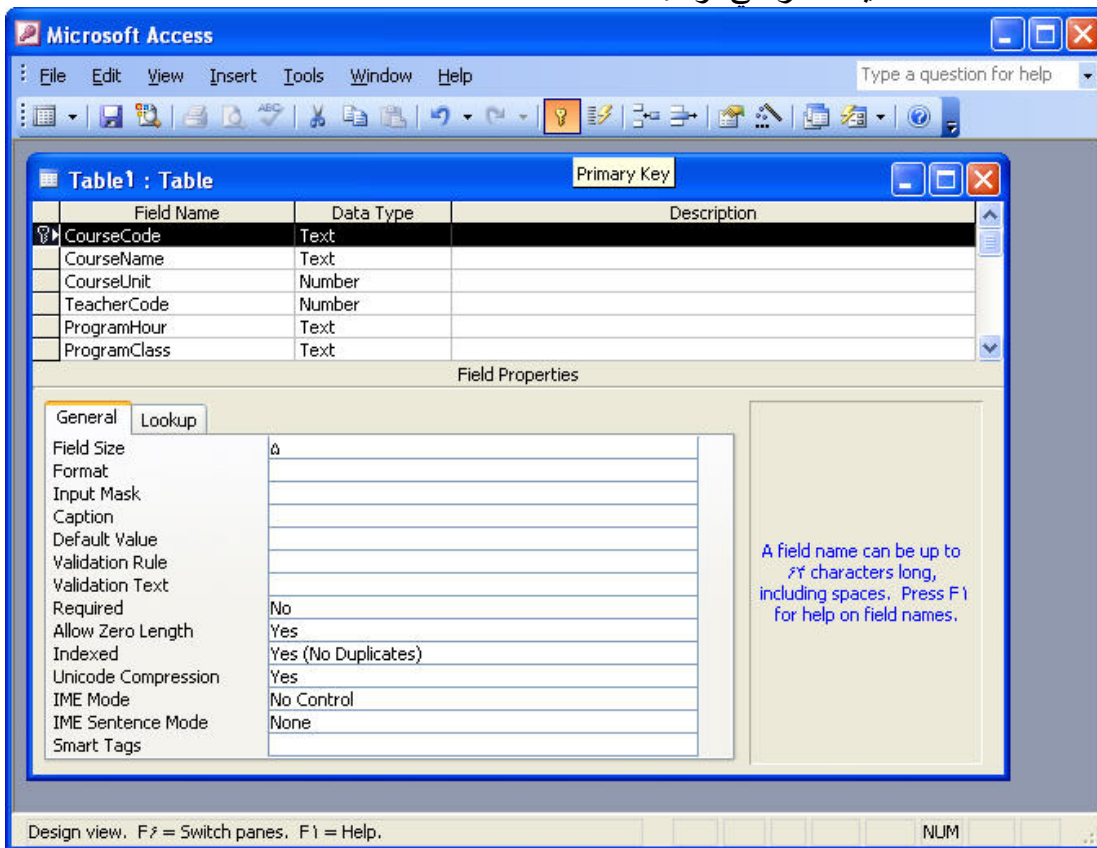 Microsoft Access
File Edit View Insert Tools Window Help Type a question for help
Primary Key
Table۱ : Table
Field Name Data Type Description
CourseCode Text
CourseName Text
CourseUnit Number
TeacherCode Number
ProgramHour Text
ProgramClass Text
Field Properties
General Lookup
Field Size ۵
Format
Input Mask
Caption
Default Value
Validation Rule
Validation Text
Required No
Allow Zero Length Yes
Indexed Yes (No Duplicates)
Unicode Compression Yes
IME Mode No Control
IME Sentence Mode None
Smart Tags
A field name can be up to
۶۴ characters long,
including spaces. Press F۱
for help on field names.
Design view. F۶ = Switch panes. F۱ = Help. NUM